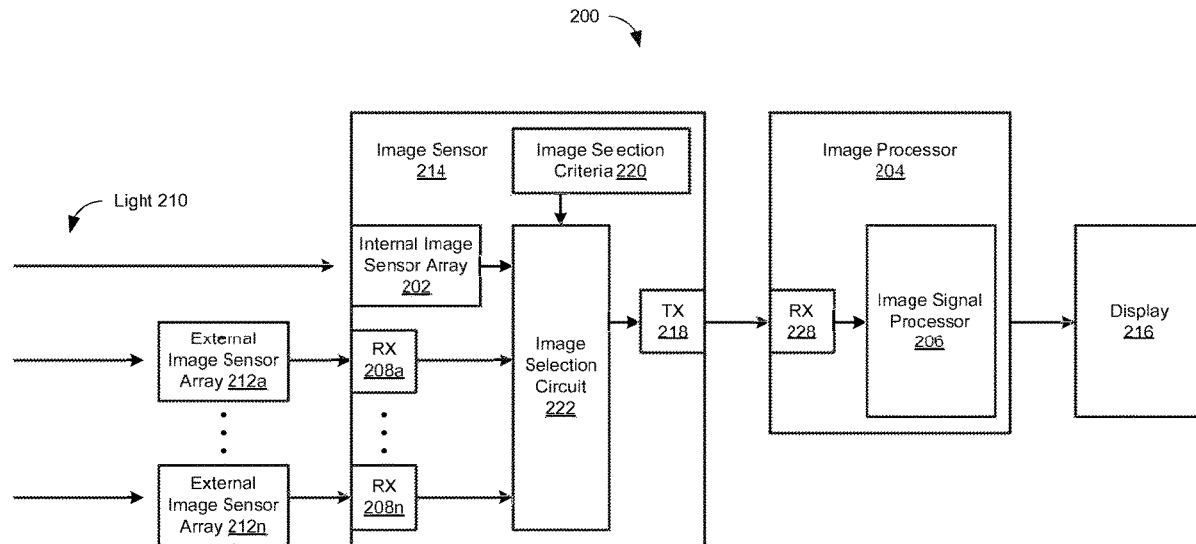 200
Light 210
Image Sensor
214
Image Selection
Criteria 220
Image Processor
204
Internal Image
Sensor Array
202
External
Image Sensor
Array 212a
RX
208a
Image
Selection
Circuit
222
TX
218
RX
228
Image Signal
Processor
206
Display
216
External
Image Sensor
Array 212n
RX
208n